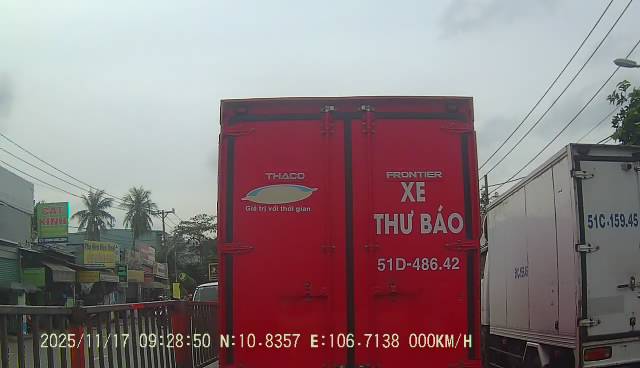 THACO
Giá trị với thời gian
FRONTIER
XE
THƯ BÁO
51D-486.42
51C-159.45
2025/11/17 09:28:50 N:10.8357 E:106.7138 000KM/H